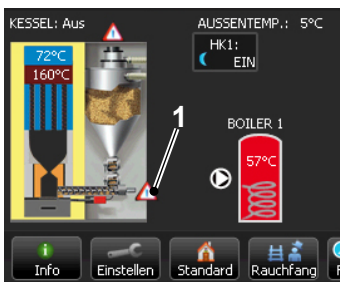 KESSEL: Aus
AUSSENTEMP.: 5°C
HK1:
EIN
72°C
160°C
1
BOILER 1
57°C
i
Info
Einstellen
Standard
Rauchfang
F